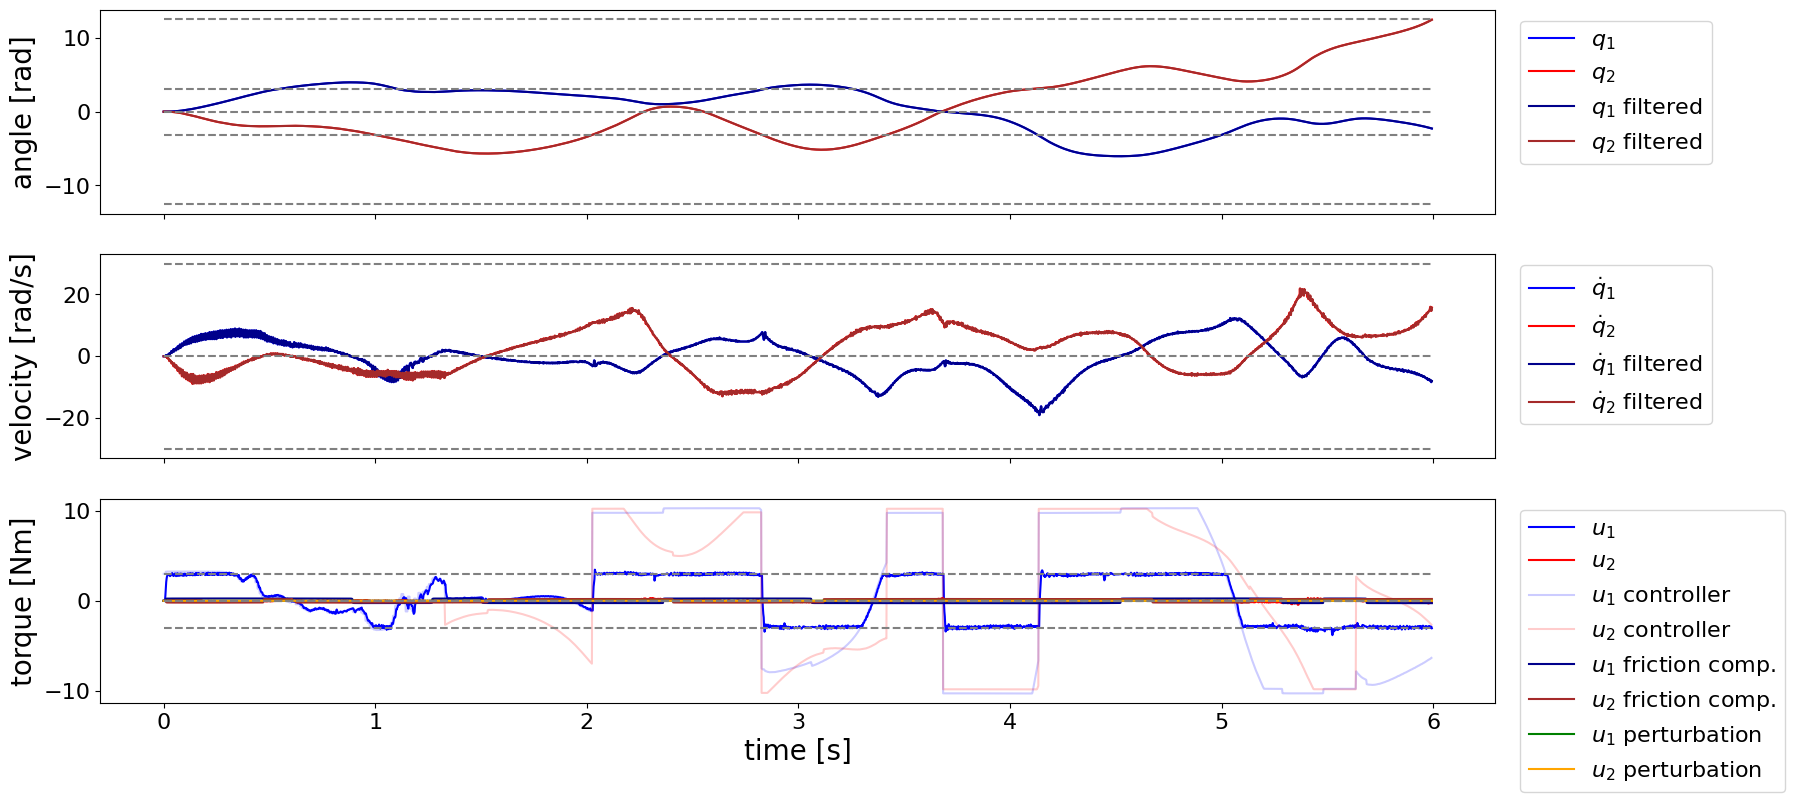 angle [rad]
10
0
−10
q₁
q₂
q₁ filtered
q₂ filtered
velocity [rad/s]
20
0
−20
q̇₁
q̇₂
q̇₁ filtered
q̇₂ filtered
torque [Nm]
10
0
−10
0 1 2 3 4 5 6
time [s]
u₁
u₂
u₁ controller
u₂ controller
u₁ friction comp.
u₂ friction comp.
u₁ perturbation
u₂ perturbation